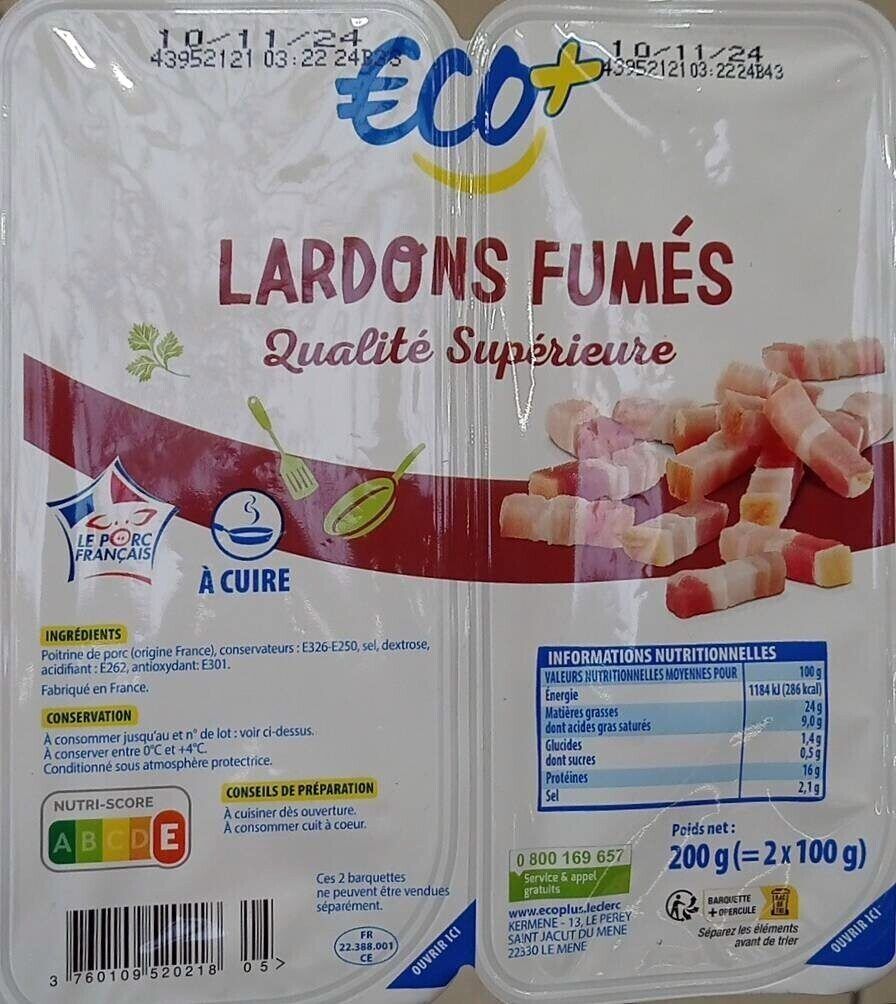 10-11-24
43952121 03:22 24B33
10-11/24
43952121 03:2224B43
€CO+
LARDONS FUMÉS
Qualité Supérieure
LE PORC
FRANÇAIS
À CUIRE
INGRÉDIENTS
Poitrine de porc (origine France), conservateurs : E326-E250, sel, dextrose,
acidifiant : E262, antioxydant: E301.
Fabriqué en France.
CONSERVATION
À consommer jusqu'au et n° de lot : voir ci-dessus.
À conserver entre 0°C et +4°C.
Conditionné sous atmosphère protectrice.
NUTRI-SCORE
A B C D E
CONSEILS DE PRÉPARATION
À cuisiner dès ouverture.
À consommer cuit à coeur.
Ces 2 barquettes
ne peuvent être vendues
séparément.
FR
22.388.001
CE
OUVRIR ICI
3 760109 520218 05>
INFORMATIONS NUTRITIONNELLES
VALEURS NUTRITIONNELLES MOYENNES POUR 100 g
Énergie 1184 kJ (286 kcal)
Matières grasses 24 g
dont acides gras saturés 9,0 g
Glucides 1,4 g
dont sucres 0,5 g
Protéines 16 g
Sel 2,1 g
Poids net :
200 g (= 2 x 100 g)
0 800 169 657
Service & appel
gratuits
www.ecoplus.leclerc
KERMENE - 13, LE PEREY
SAINT JACUT DU MENE
22330 LE MENE
BARQUETTE
+ OPERCULE
BAC
DE
TRI
Séparez les éléments
avant de trier
OUVRIR ICI